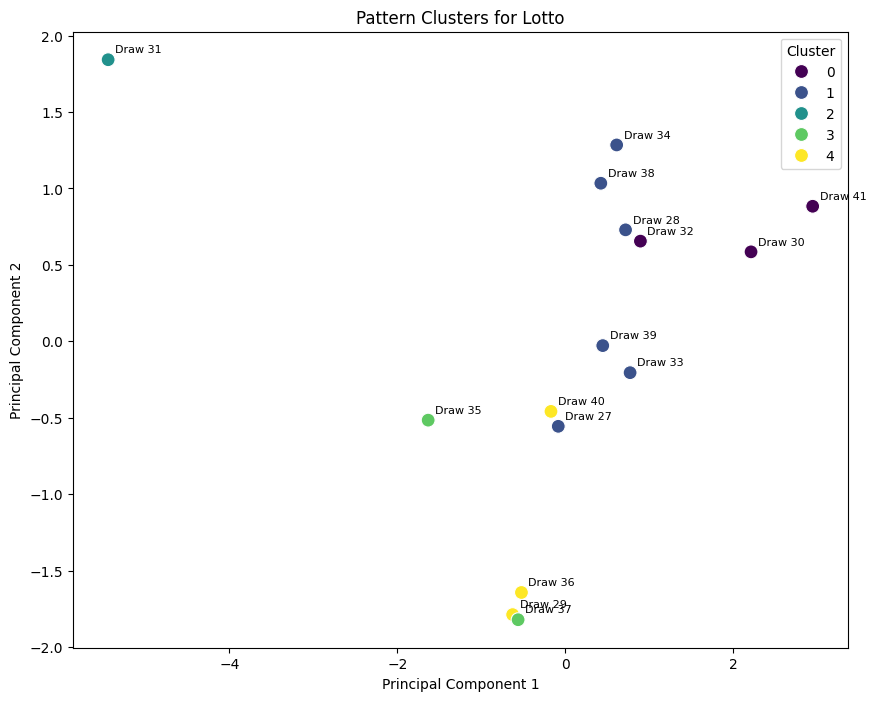 Pattern Clusters for Lotto
2.0
1.5
1.0
0.5
0.0
−0.5
−1.0
−1.5
−2.0
Principal Component 2
Draw 31
Draw 34
Draw 38
Draw 41
Draw 28
Draw 32
Draw 30
Draw 39
Draw 33
Draw 40
Draw 35
Draw 27
Draw 36
Draw 29
Draw 37
Cluster
0
1
2
3
4
−4
−2
0
2
Principal Component 1